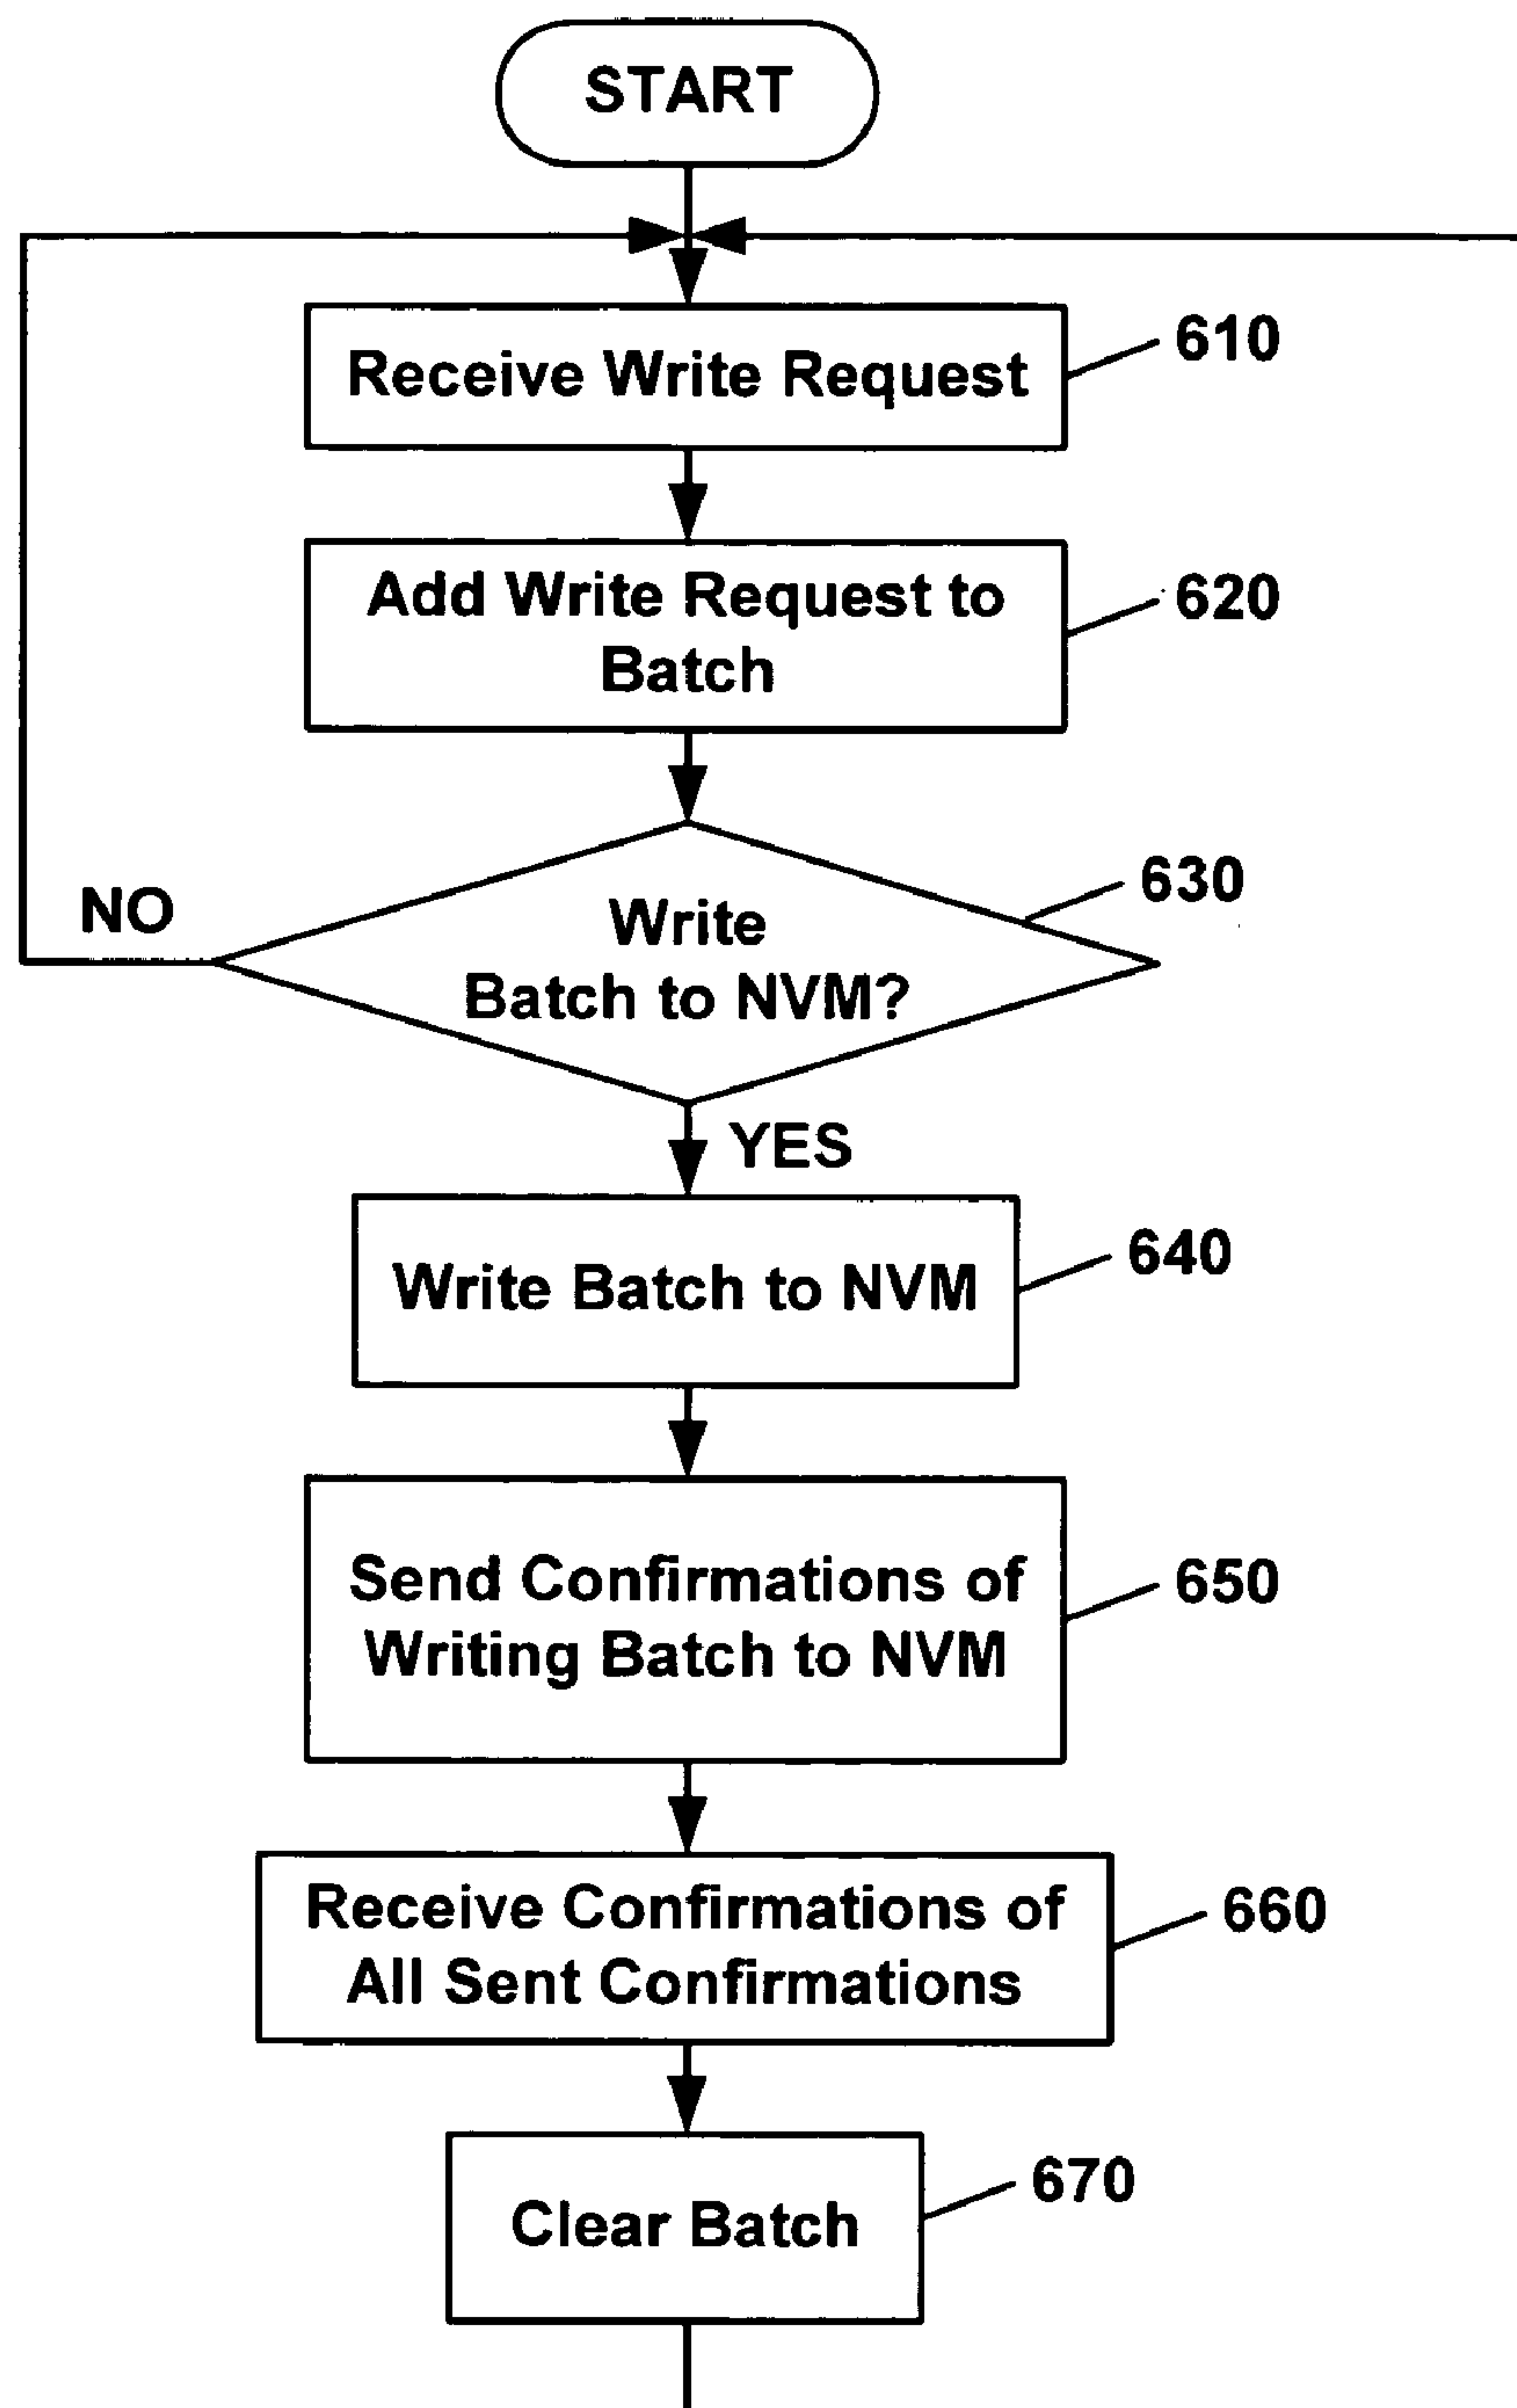 START
Receive Write Request
610
Add Write Request to
Batch
620
630
NO
Write
Batch to NVM?
YES
Write Batch to NVM
640
Send Confirmations of
Writing Batch to NVM
650
Receive Confirmations of
All Sent Confirmations
660
Clear Batch
670